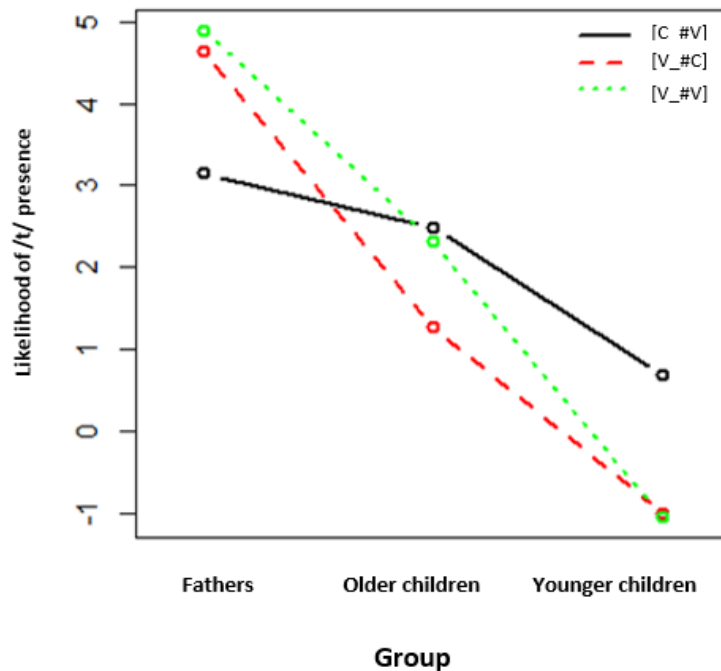 [C_#V]
[V_#C]
[V_#V]
Likelihood of /t/ presence
5
4
3
2
1
0
-1
Fathers Older children Younger children
Group